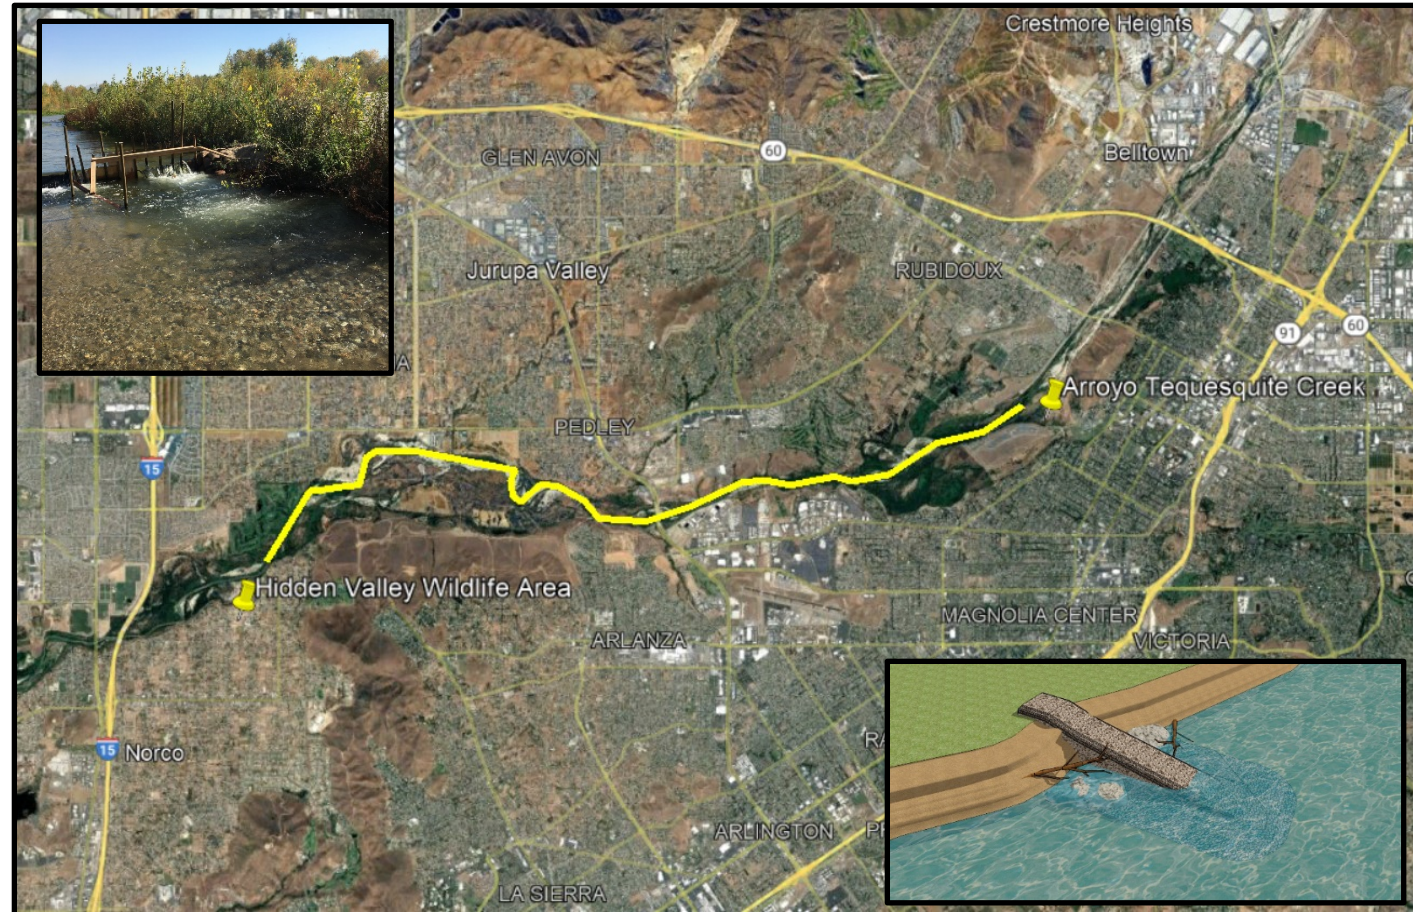 Crestmore Heights
60
GLEN AVON
Belltown
Jurupa Valley
RUBIDOUX
91
60
Arroyo Tequesquite Creek
PEDLEY
15
Hidden Valley Wildlife Area
MAGNOLIA CENTER
ARLANZA
VICTORIA
15
Norco
ARLINGTON
LA SIERRA